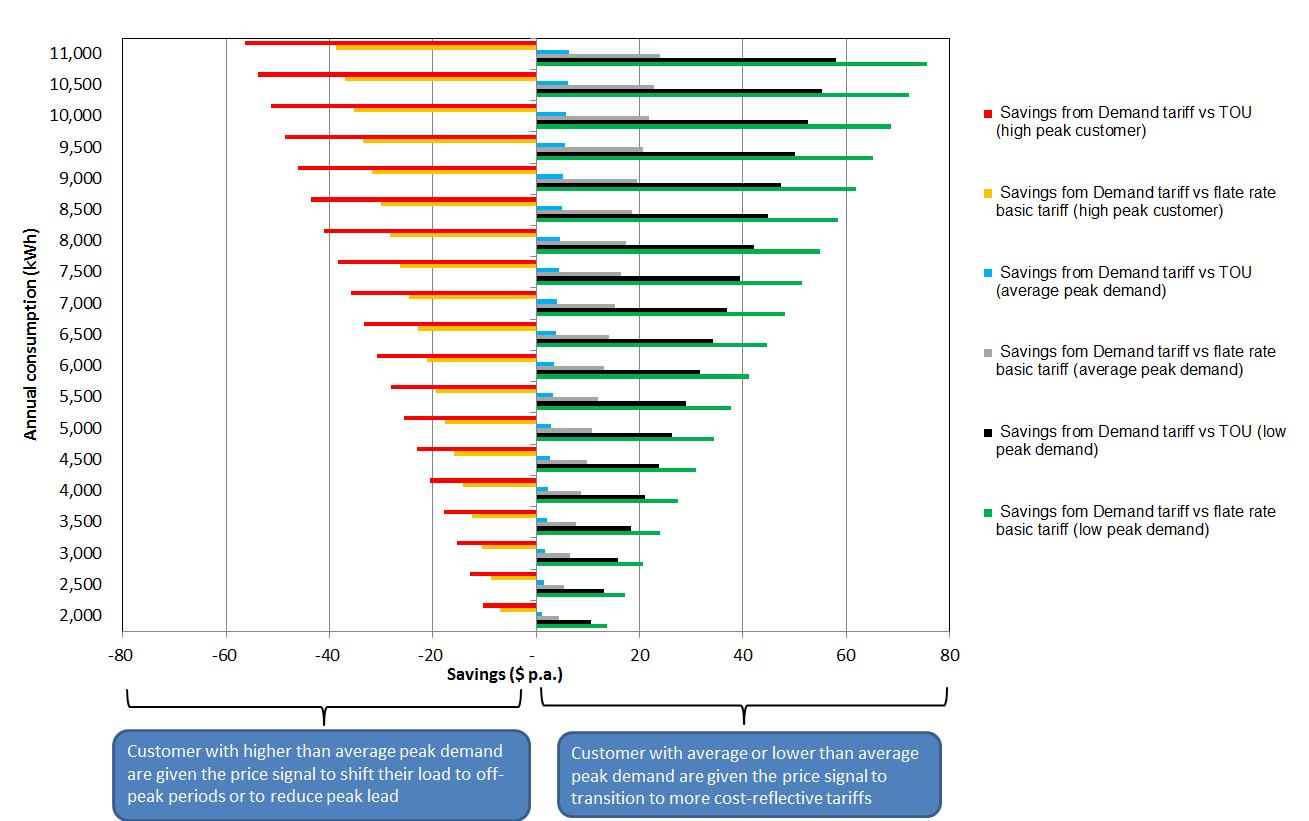 11,000
10,500
10,000
9,500
9,000
8,500
8,000
7,500
7,000
6,500
6,000
5,500
5,000
4,500
4,000
3,500
3,000
2,500
2,000
Annual consumption (kWh)
-80
-60
-40
-20
-
20
40
60
80
Savings ($ p.a.)
Savings from Demand tariff vs TOU
(high peak customer)
Savings fom Demand tariff vs flate rate
basic tariff (high peak customer)
Savings from Demand tariff vs TOU
(average peak demand)
Savings fom Demand tariff vs flate rate
basic tariff (average peak demand)
Savings from Demand tariff vs TOU (low
peak demand)
Savings fom Demand tariff vs flate rate
basic tariff (low peak demand)
Customer with higher than average peak demand
are given the price signal to shift their load to off-
peak periods or to reduce peak lead
Customer with average or lower than average
peak demand are given the price signal to
transition to more cost-reflective tariffs